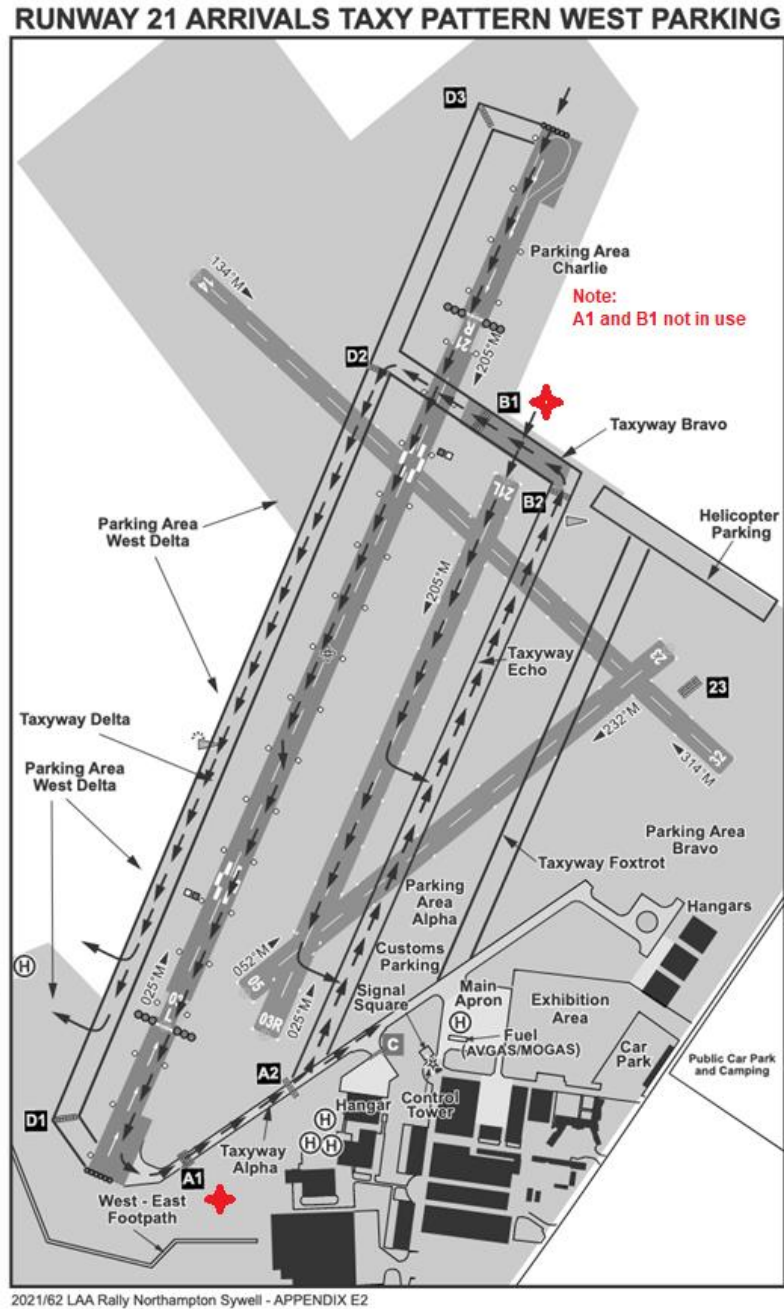 RUNWAY 21 ARRIVALS TAXY PATTERN WEST PARKING
D3
134°M
14
Parking Area
Charlie
Note:
A1 and B1 not in use
21
R
205°M
D2
B1
Taxyway Bravo
21L
B2
Helicopter
Parking
Parking Area
West Delta
205°M
Taxyway
Echo
23
23
232°M
314°M
32
Taxyway Delta
Parking Area
West Delta
Parking Area
Bravo
Taxyway Foxtrot
Parking
Area
Alpha
Hangars
H
025°M
052°M
05
Customs
Parking
Signal
Square
Main
Apron
Exhibition
Area
03
L
03R
025°M
H
Fuel
(AVGAS/MOGAS)
Car
Park
Public Car Park
and Camping
C
A2
D1
Hangar
Control
Tower
H
H H
Taxyway
Alpha
A1
West - East
Footpath
2021/62 LAA Rally Northampton Sywell - APPENDIX E2